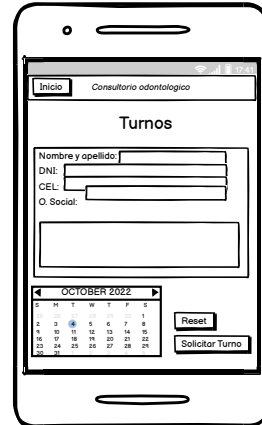 17:41
Inicio
Consultorio odontologico
Turnos
Nombre y apellido:
DNI:
CEL:
O. Social:
OCTOBER 2022
S M T W T F S
1
2 3 4 5 6 7 8
9 10 11 12 13 14 15
16 17 18 19 20 21 22
23 24 25 26 27 28 29
30 31
Reset
Solicitar Turno